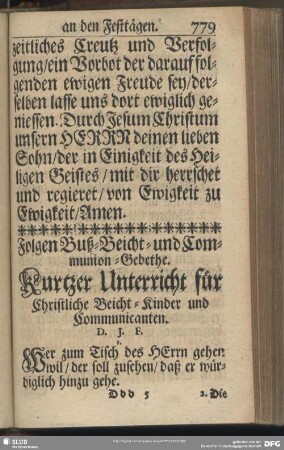 an den Festtägen. 779
zeitliches Creutz und Verfol-
gung/ein Vorbot der darauf fol-
genden ewigen Freude sey/der-
selben lasse uns dort ewiglich ge-
niessen. Durch Jesum Christum
unsern HERRN deinen lieben
Sohn/der in Einigkeit des Hei-
ligen Geistes/mit dir herrschet
und regieret/von Ewigkeit zu
Ewigkeit/Amen.
Folgen Buß-Beicht-und Com-
munion-Gebethe.
Kurtzer Unterricht für
Christliche Beicht-Kinder und
Communicanten.
D. J. F.
1.
Wer zum Tisch des HErrn gehen
wil/der soll zusehen/daß er wür-
diglich hinzu gehe.
Ddd 5 2. Die
SLUB
DFG